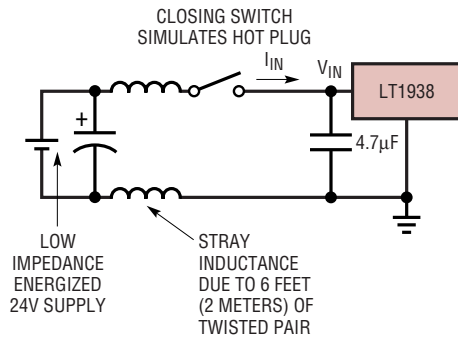 CLOSING SWITCH
SIMULATES HOT PLUG
IIN
VIN
LT1938
+
4.7μF
LOW
IMPEDANCE
ENERGIZED
24V SUPPLY
STRAY
INDUCTANCE
DUE TO 6 FEET
(2 METERS) OF
TWISTED PAIR